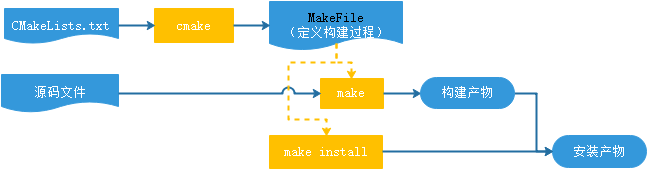 CMakeLists.txt
cmake
MakeFile
（定义构建过程）
源码文件
make
构建产物
make install
安装产物